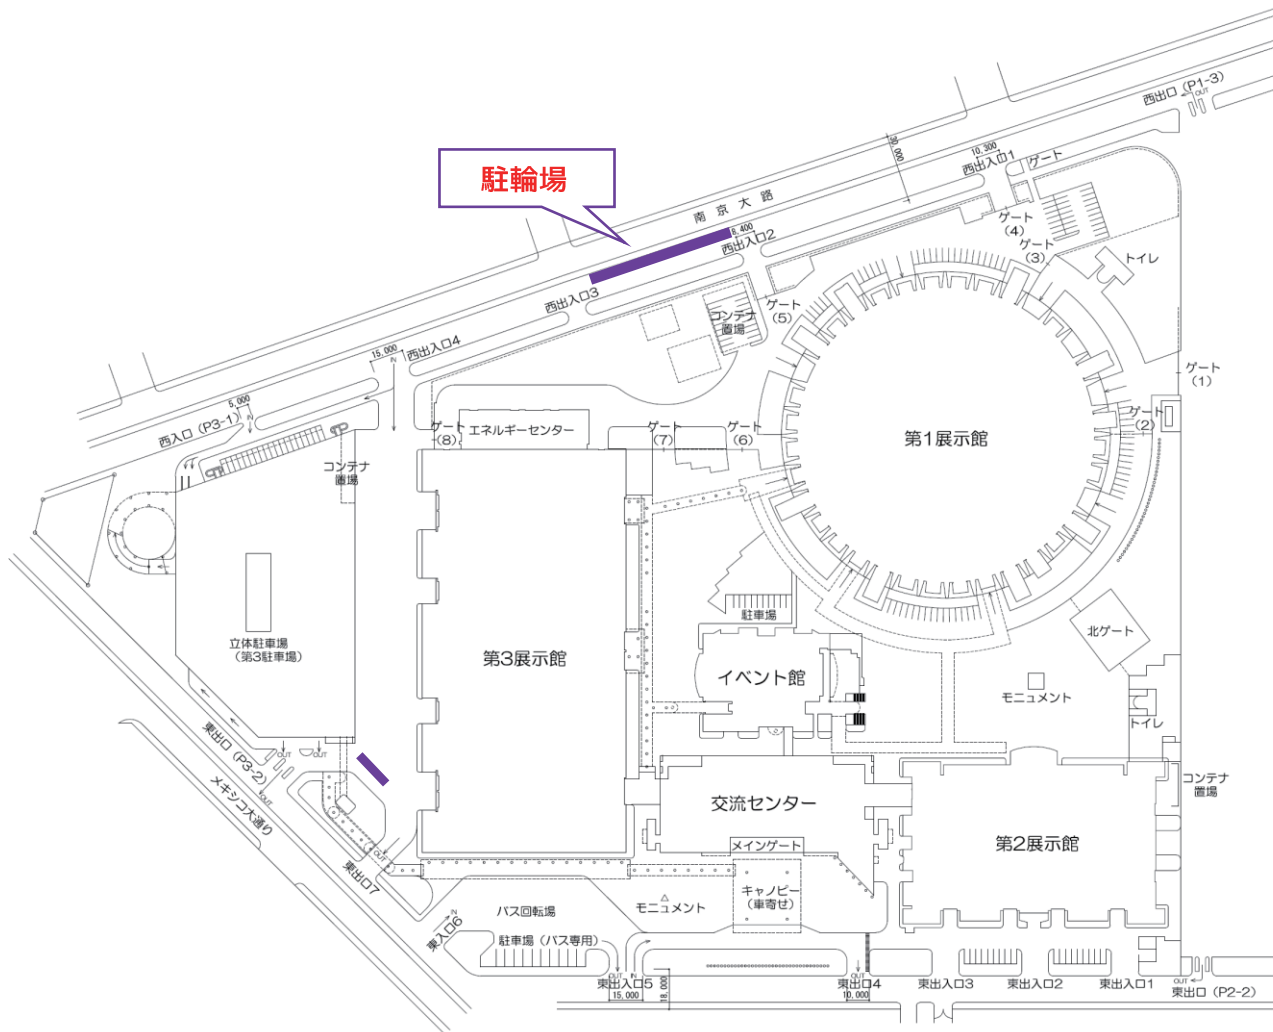 西出口 (P1-3)
OUT
30,000
10,300
西出入口1
ゲート
駐輪場
南京大路
8,400
西出入口2
ゲート
(4)
ゲート
(3)
トイレ
西出入口3
コンテナ
置場
ゲート
(5)
15,000
IN
西出入口4
ゲート
(1)
5,000
IN
西入口 (P3-1)
ゲート
(8)
エネルギーセンター
ゲート
(7)
ゲート
(6)
第1展示館
ゲート
(2)
コンテナ
置場
駐車場
北ゲート
立体駐車場
(第3駐車場)
第3展示館
イベント館
モニュメント
トイレ
東出口 (P3-2)
OUT
OUT
OUT
メキシコ大通り
コンテナ
置場
交流センター
メインゲート
第2展示館
OUT
東出口7
キャノピー
(車寄せ)
モニュメント
バス回転場
IN
東入口6
駐車場 (バス専用)
OUT
IN
東出入口5
15,000
18,000
OUT
東出口4
10,000
東出入口3
東出入口2
東出入口1
OUT
東出口 (P2-2)